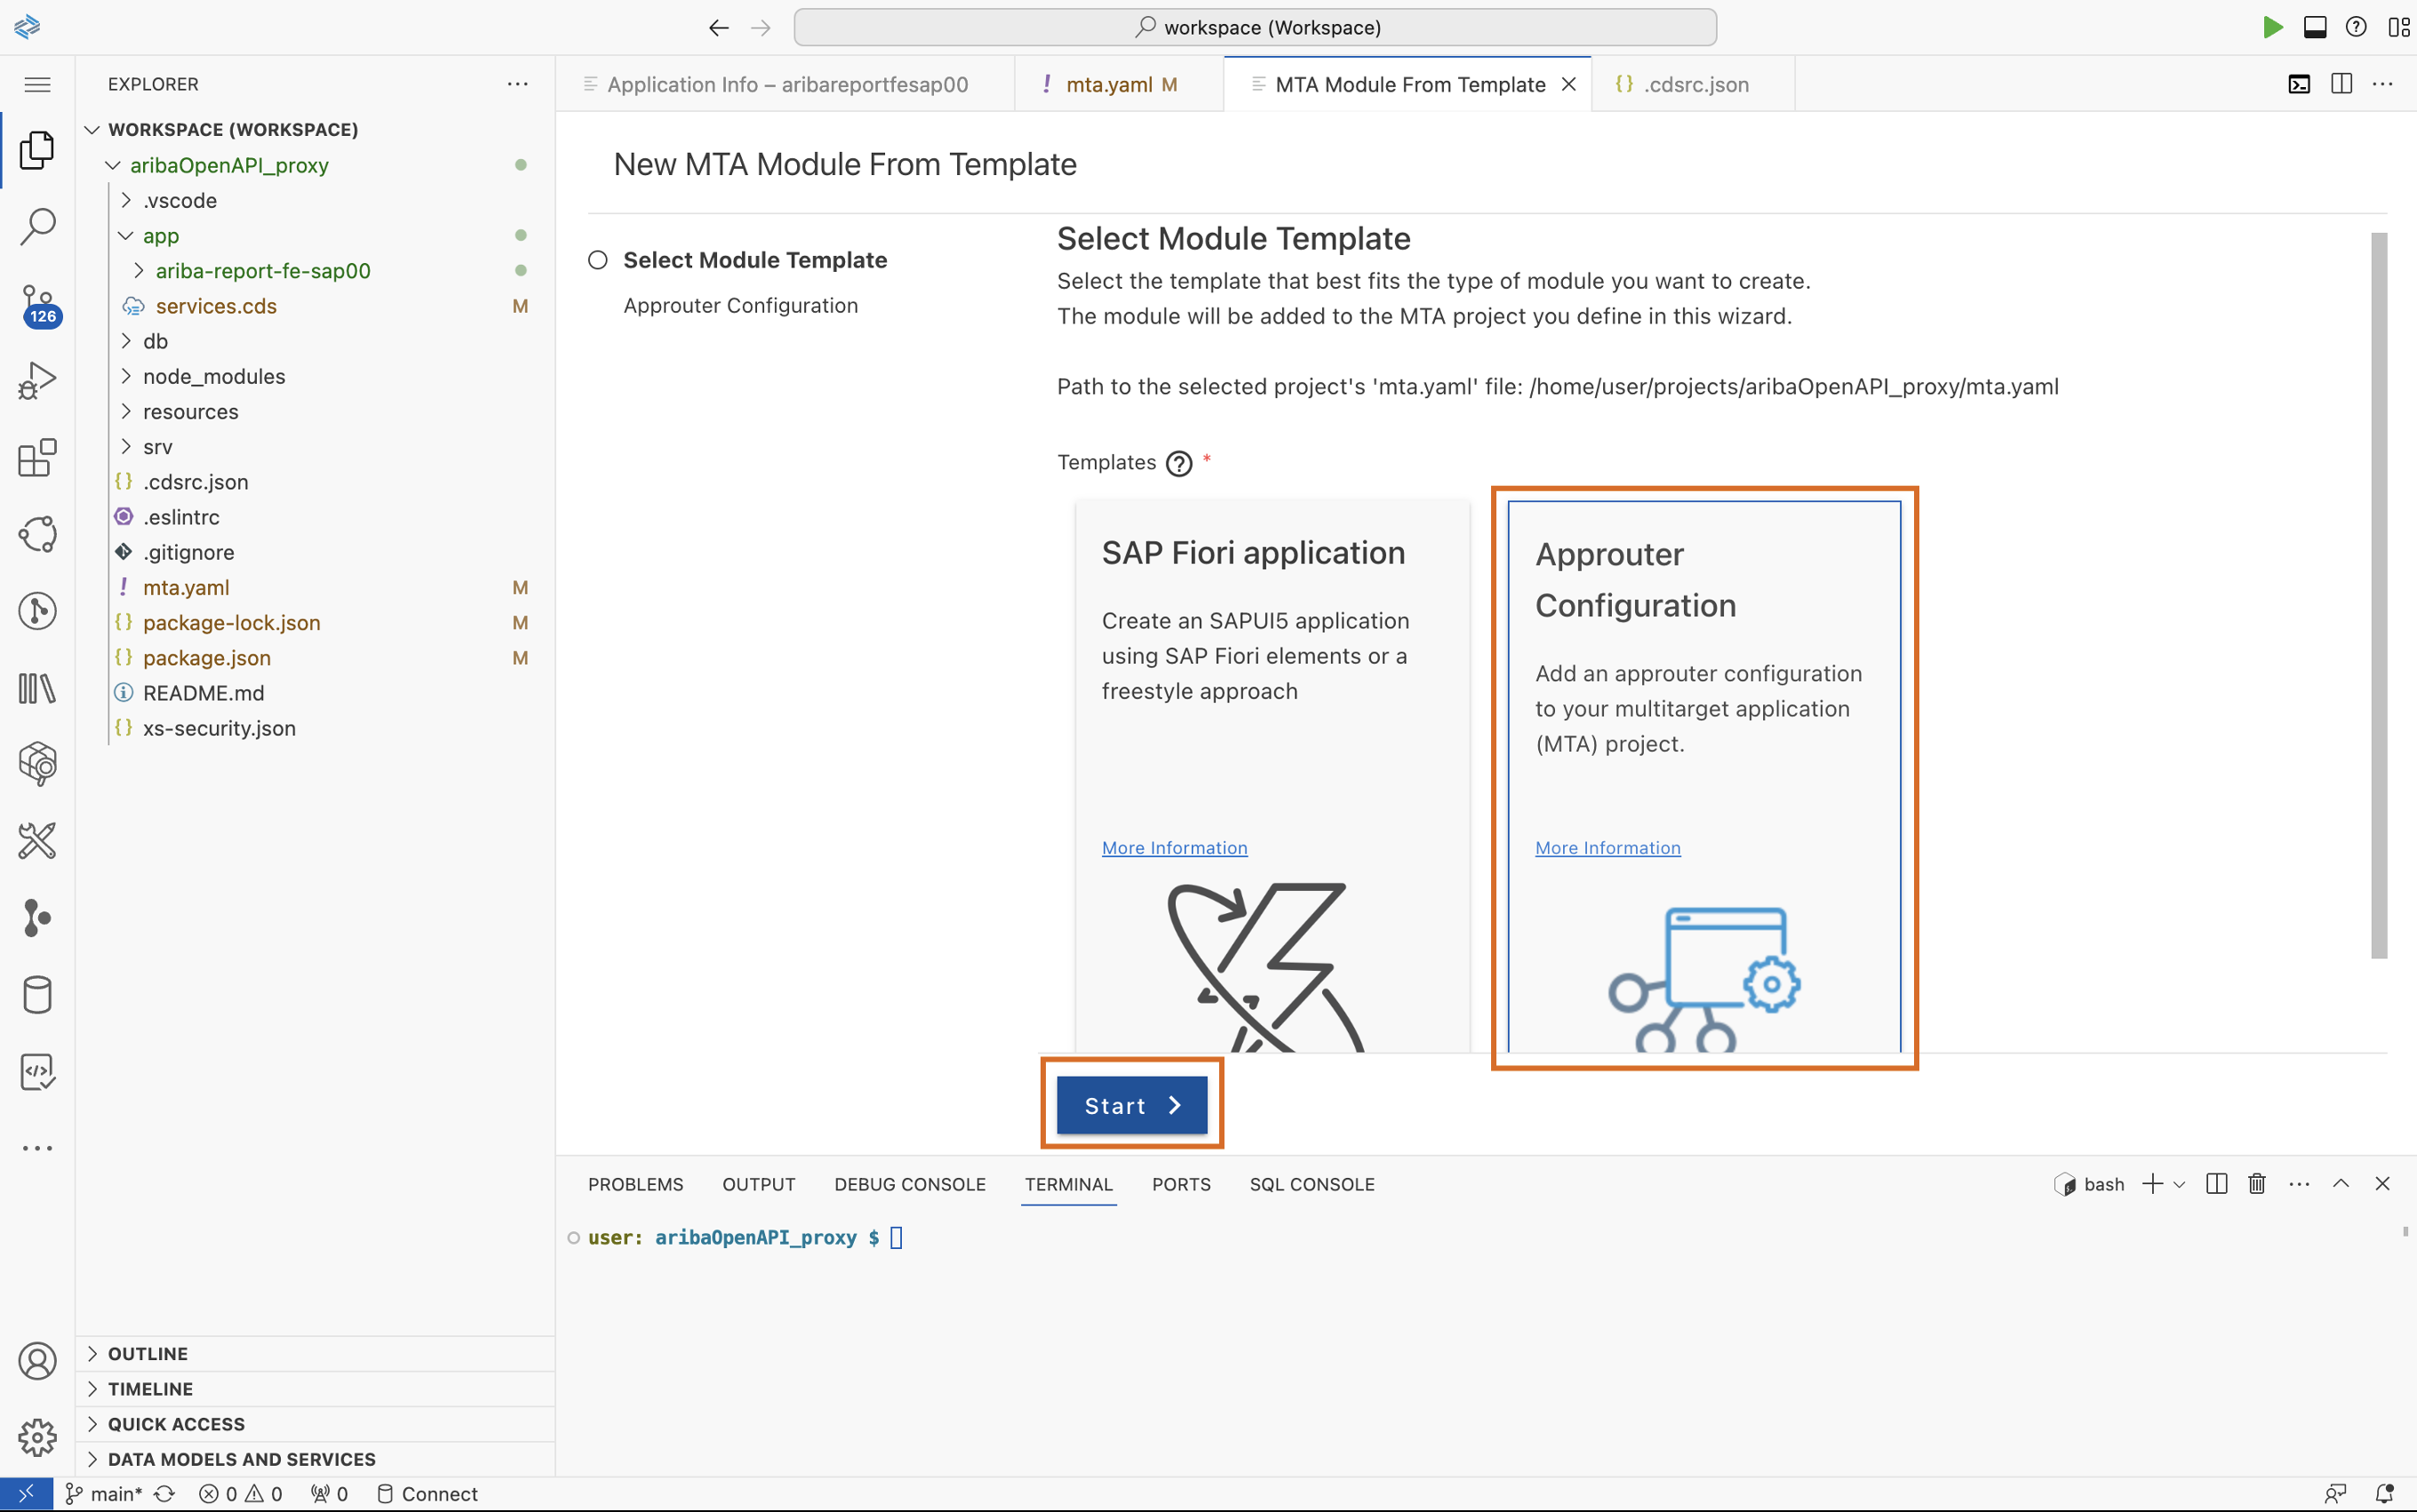 workspace (Workspace)
EXPLORER
Application Info – aribareportfesap00
mta.yaml M
MTA Module From Template
.cdsrc.json
WORKSPACE (WORKSPACE)
aribaOpenAPI_proxy
.vscode
app
ariba-report-fe-sap00
services.cds M
db
node_modules
resources
srv
.cdsrc.json
.eslintrc
.gitignore
mta.yaml M
package-lock.json M
package.json M
README.md
xs-security.json
126
New MTA Module From Template
Select Module Template
Approuter Configuration
Select Module Template
Select the template that best fits the type of module you want to create.
The module will be added to the MTA project you define in this wizard.
Path to the selected project's 'mta.yaml' file: /home/user/projects/aribaOpenAPI_proxy/mta.yaml
Templates *
SAP Fiori application
Create an SAPUI5 application
using SAP Fiori elements or a
freestyle approach
More Information
Approuter
Configuration
Add an approuter configuration
to your multitarget application
(MTA) project.
More Information
Start
PROBLEMS OUTPUT DEBUG CONSOLE TERMINAL PORTS SQL CONSOLE
bash
user: aribaOpenAPI_proxy $
OUTLINE
TIMELINE
QUICK ACCESS
DATA MODELS AND SERVICES
main* 0 0 0 Connect